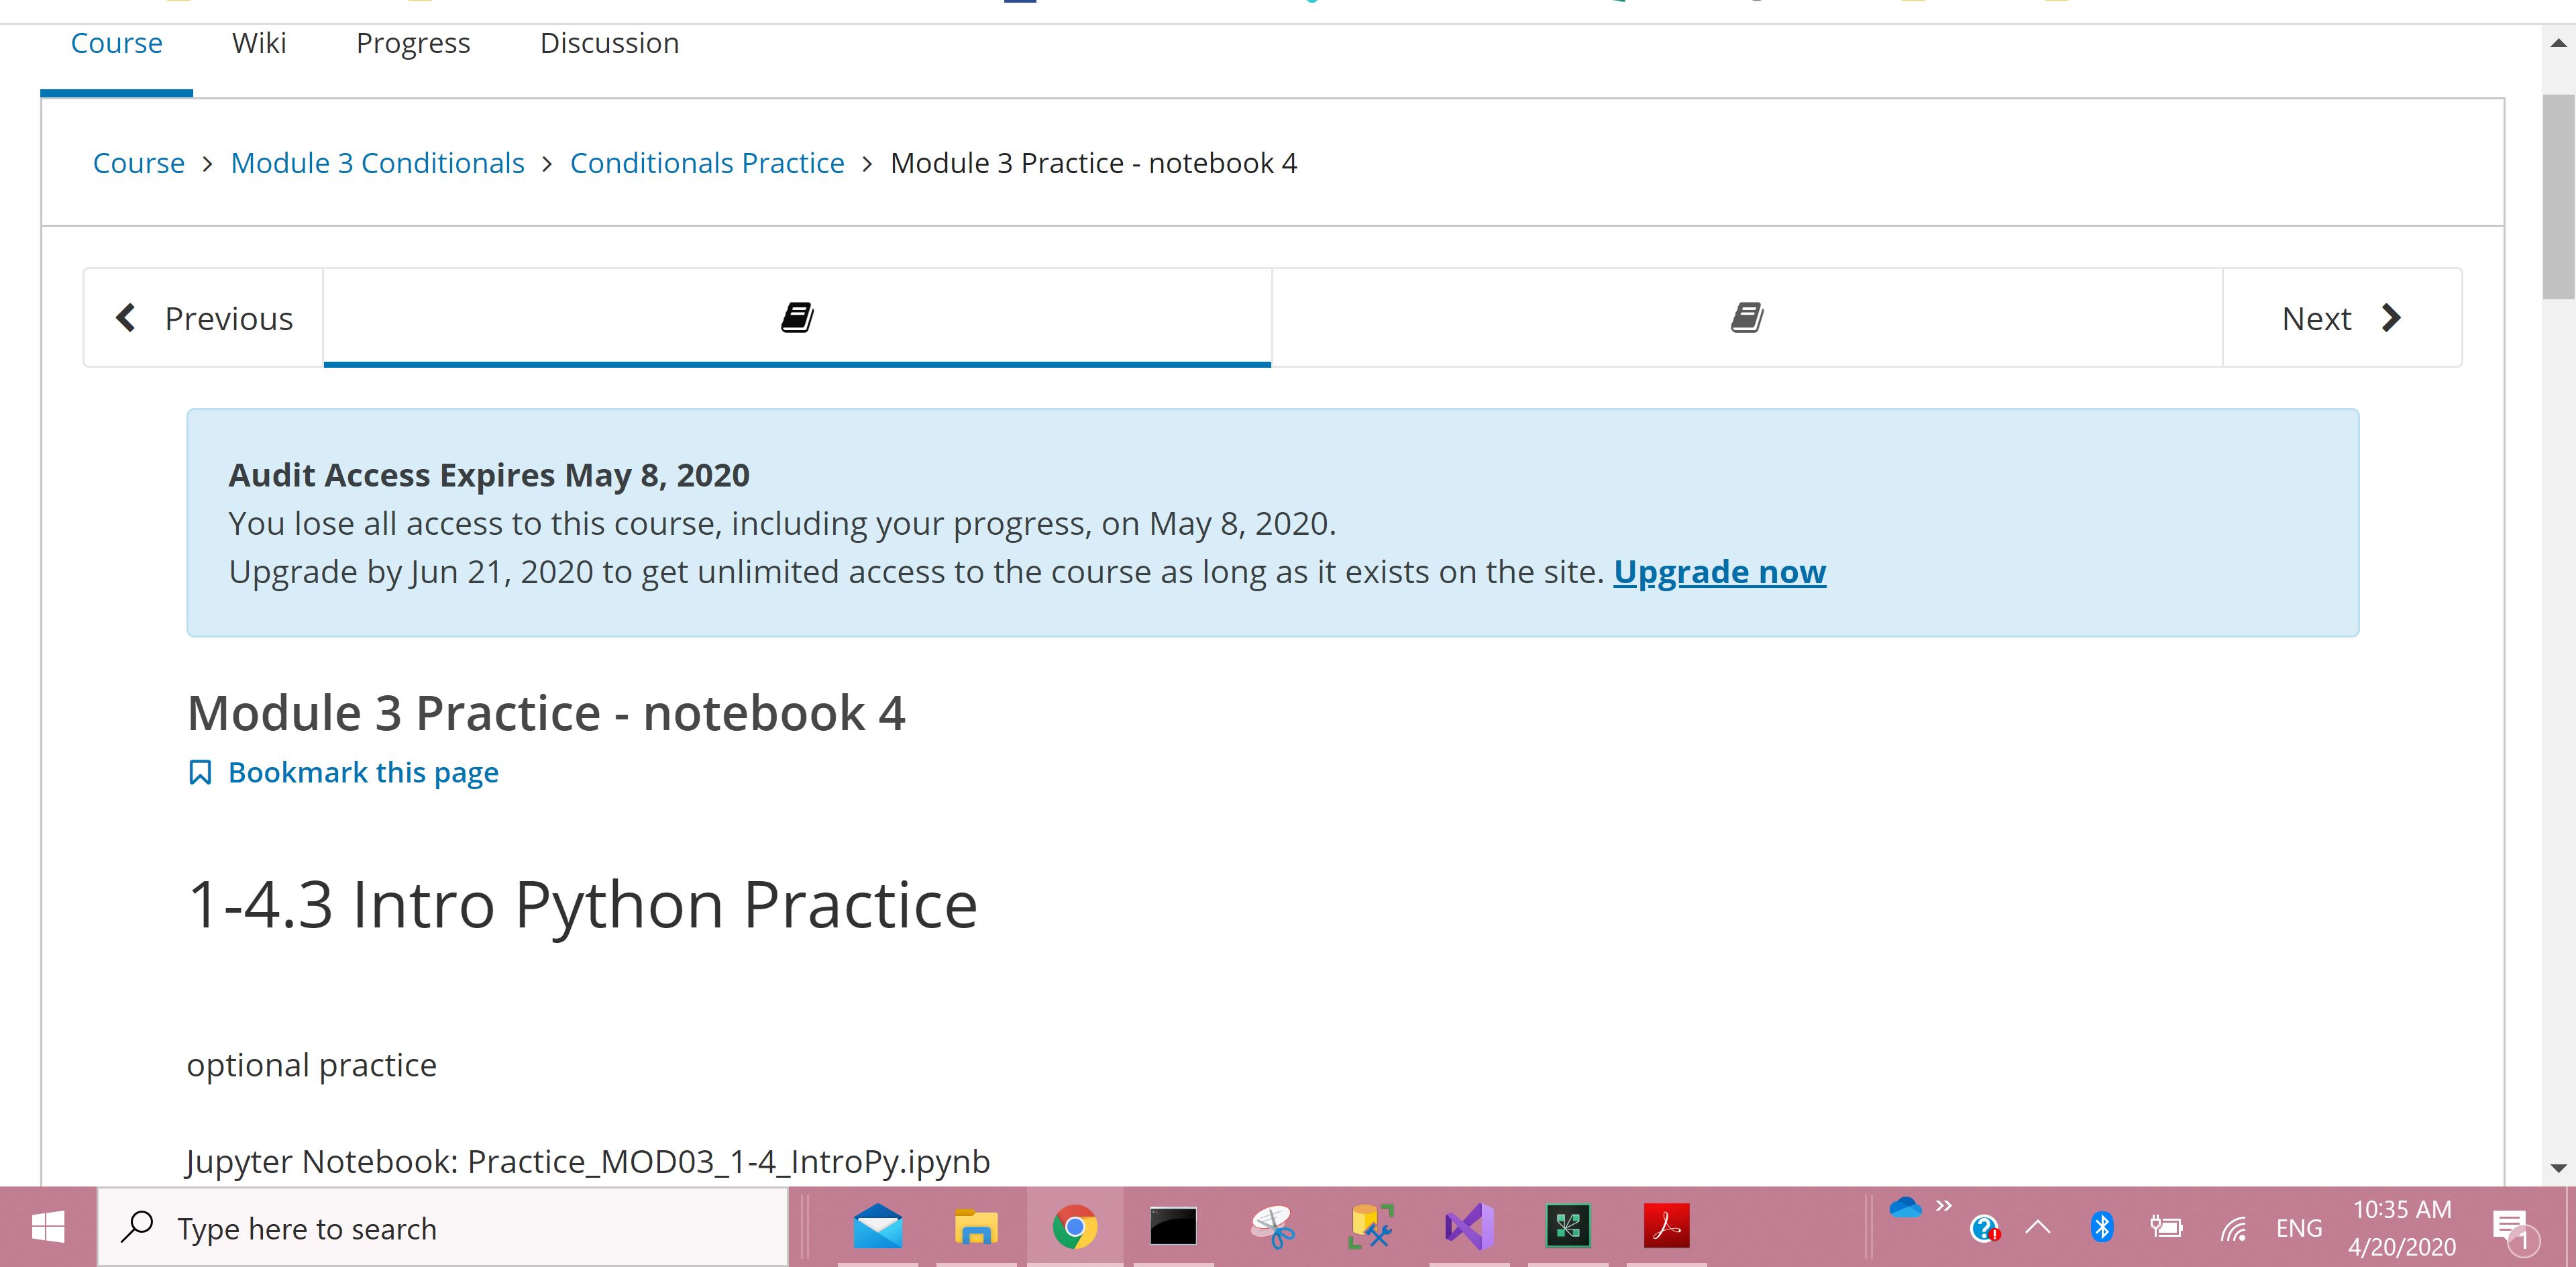 Course Wiki Progress Discussion
Course > Module 3 Conditionals > Conditionals Practice > Module 3 Practice - notebook 4
Previous Next
Audit Access Expires May 8, 2020
You lose all access to this course, including your progress, on May 8, 2020.
Upgrade by Jun 21, 2020 to get unlimited access to the course as long as it exists on the site. Upgrade now
Module 3 Practice - notebook 4
Bookmark this page
1-4.3 Intro Python Practice
optional practice
Jupyter Notebook: Practice_MOD03_1-4_IntroPy.ipynb
Type here to search
ENG
10:35 AM
4/20/2020
1